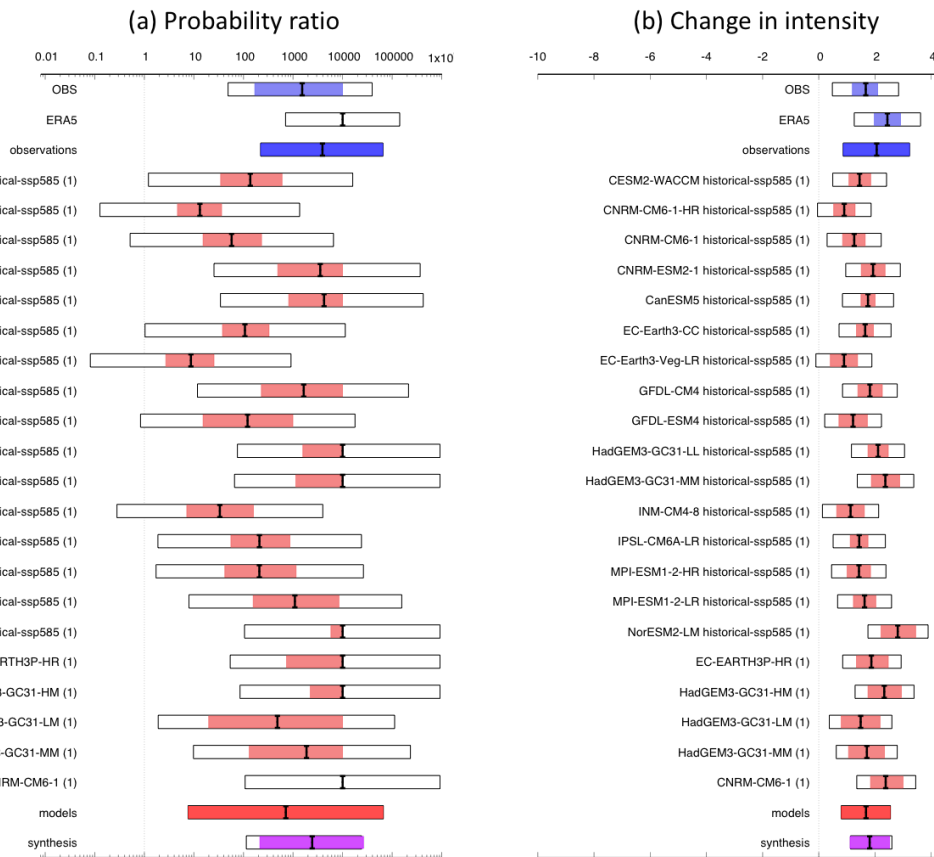 (a) Probability ratio
(b) Change in intensity
0.01 0.1 1 10 100 1000 10000 100000 1x10
-10 -8 -6 -4 -2 0 2 4
OBS OBS
ERA5 ERA5
observations observations
ical-ssp585 (1) CESM2-WACCM historical-ssp585 (1)
ical-ssp585 (1) CNRM-CM6-1-HR historical-ssp585 (1)
ical-ssp585 (1) CNRM-CM6-1 historical-ssp585 (1)
ical-ssp585 (1) CNRM-ESM2-1 historical-ssp585 (1)
ical-ssp585 (1) CanESM5 historical-ssp585 (1)
ical-ssp585 (1) EC-Earth3-CC historical-ssp585 (1)
ical-ssp585 (1) EC-Earth3-Veg-LR historical-ssp585 (1)
ical-ssp585 (1) GFDL-CM4 historical-ssp585 (1)
ical-ssp585 (1) GFDL-ESM4 historical-ssp585 (1)
ical-ssp585 (1) HadGEM3-GC31-LL historical-ssp585 (1)
ical-ssp585 (1) HadGEM3-GC31-MM historical-ssp585 (1)
ical-ssp585 (1) INM-CM4-8 historical-ssp585 (1)
ical-ssp585 (1) IPSL-CM6A-LR historical-ssp585 (1)
ical-ssp585 (1) MPI-ESM1-2-HR historical-ssp585 (1)
ical-ssp585 (1) MPI-ESM1-2-LR historical-ssp585 (1)
ical-ssp585 (1) NorESM2-LM historical-ssp585 (1)
RTH3P-HR (1) EC-EARTH3P-HR (1)
3-GC31-HM (1) HadGEM3-GC31-HM (1)
3-GC31-LM (1) HadGEM3-GC31-LM (1)
-GC31-MM (1) HadGEM3-GC31-MM (1)
RM-CM6-1 (1) CNRM-CM6-1 (1)
models models
synthesis synthesis